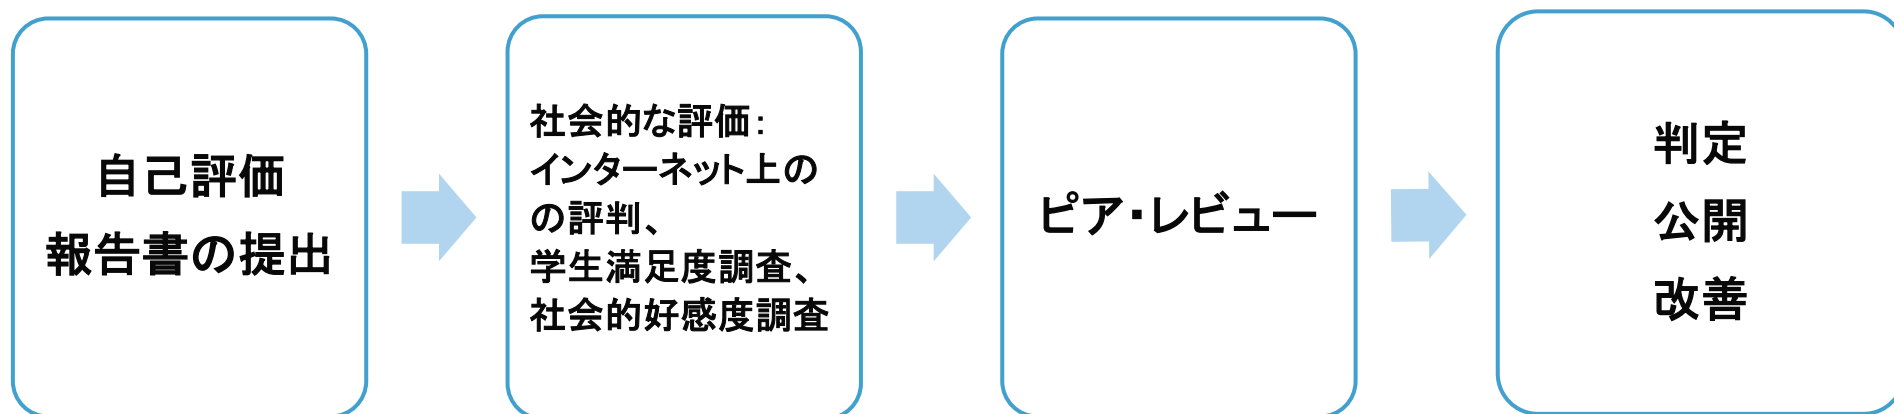 自己評価
報告書の提出
社会的な評価：
インターネット上の
の評判、
学生満足度調査、
社会的好感度調査
ピア・レビュー
判定
公開
改善